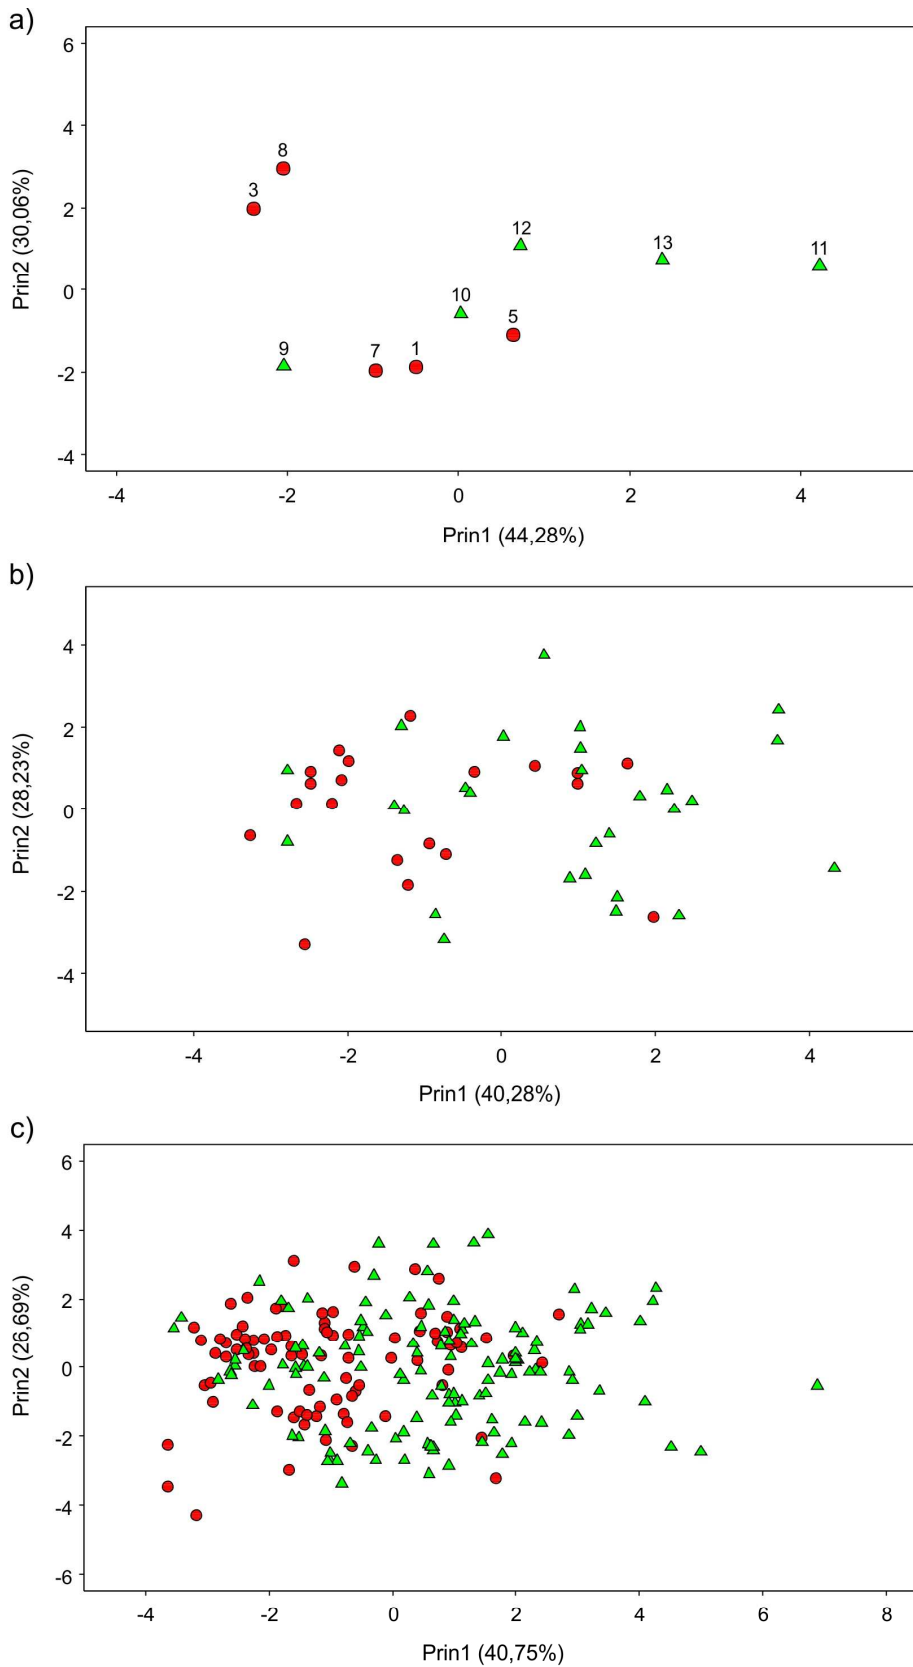 a)
6
4
2
0
-2
-4
Prin2 (30,06%)
8
3
12
13
11
10
5
9
7
1
-4 -2 0 2 4
Prin1 (44,28%)
b)
4
2
0
-2
-4
Prin2 (28,23%)
-4 -2 0 2 4
Prin1 (40,28%)
c)
6
4
2
0
-2
-4
-6
Prin2 (26,69%)
-4 -2 0 2 4 6 8
Prin1 (40,75%)